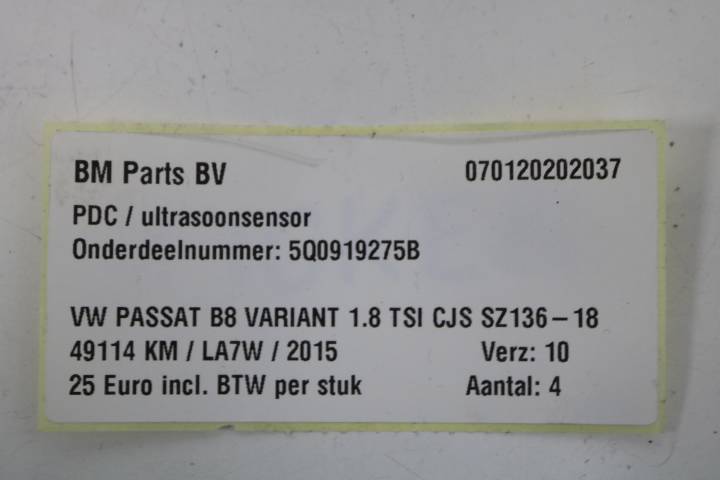 BM Parts BV 070120202037
PDC / ultrasoonsensor
Onderdeelnummer: 5Q0919275B
VW PASSAT B8 VARIANT 1.8 TSI CJS SZ136-18
49114 KM / LA7W / 2015 Verz: 10
25 Euro incl. BTW per stuk Aantal: 4